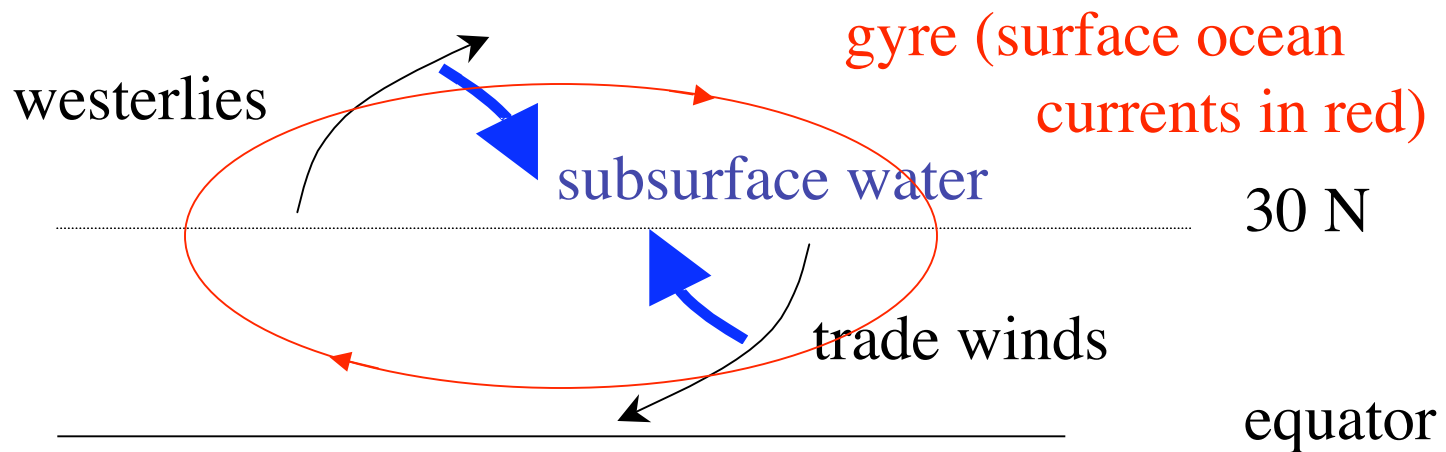 gyre (surface ocean
currents in red)
westerlies
subsurface water
30 N
trade winds
equator